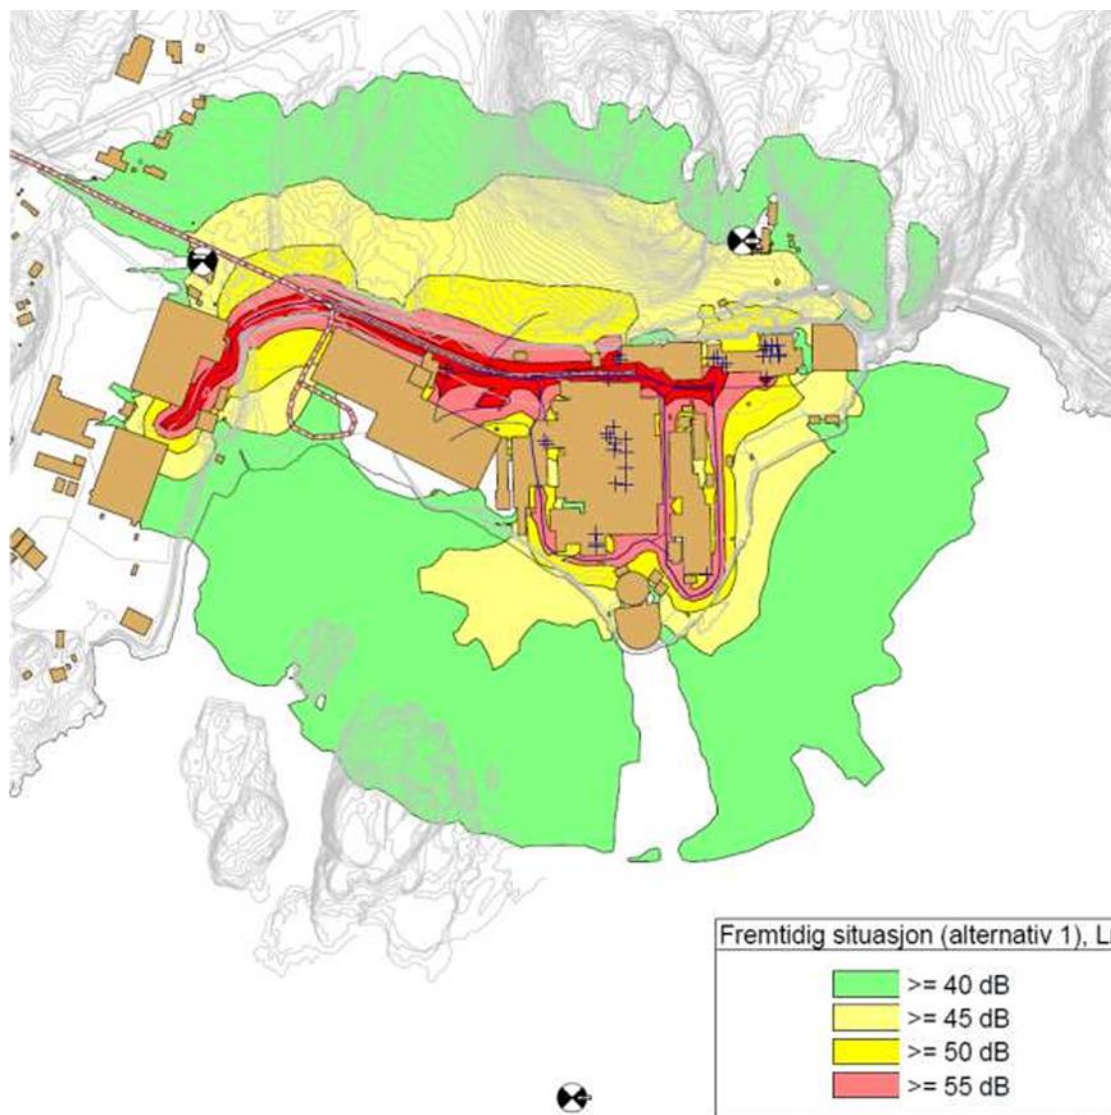 Fremtidig situasjon (alternativ 1),
>= 40 dB
>= 45 dB
>= 50 dB
>= 55 dB